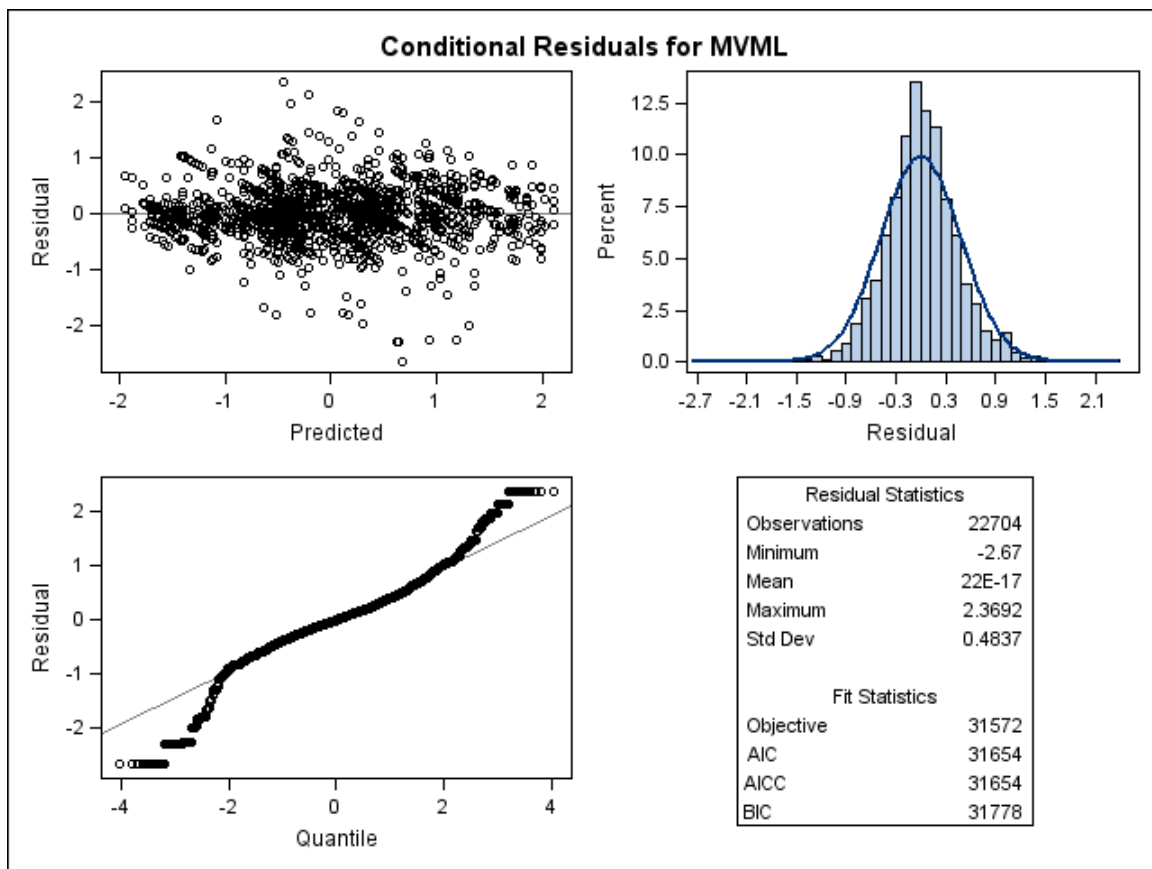 Conditional Residuals for MVML
2
1
0
-1
-2
Residual
-2 -1 0 1 2
Predicted
12.5
10.0
7.5
5.0
2.5
0.0
Percent
-2.7 -2.1 -1.5 -0.9 -0.3 0.3 0.9 1.5 2.1
Residual
2
1
0
-1
-2
Residual
-4 -2 0 2 4
Quantile
Residual Statistics
Observations 22704
Minimum -2.67
Mean 22E-17
Maximum 2.3692
Std Dev 0.4837
Fit Statistics
Objective 31572
AIC 31654
AICC 31654
BIC 31778